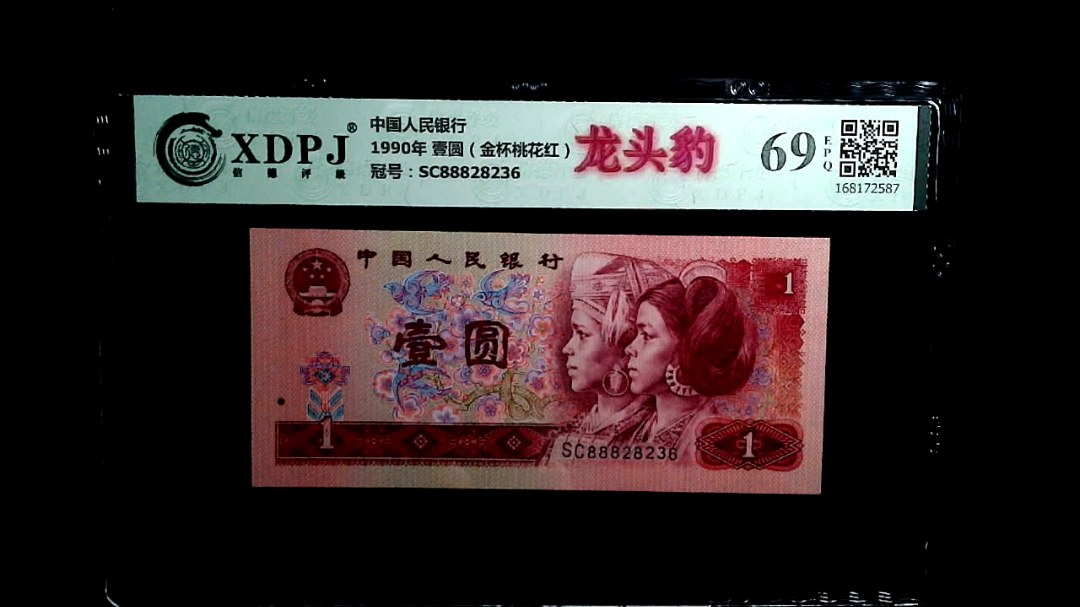 XDPJ®
信德评级
中国人民银行
1990年 壹圆（金杯桃花红）
冠号：SC88828236
龙头豹
69
EPQ
168172587
中国人民银行
1
壹圆
1
SC88828236
1